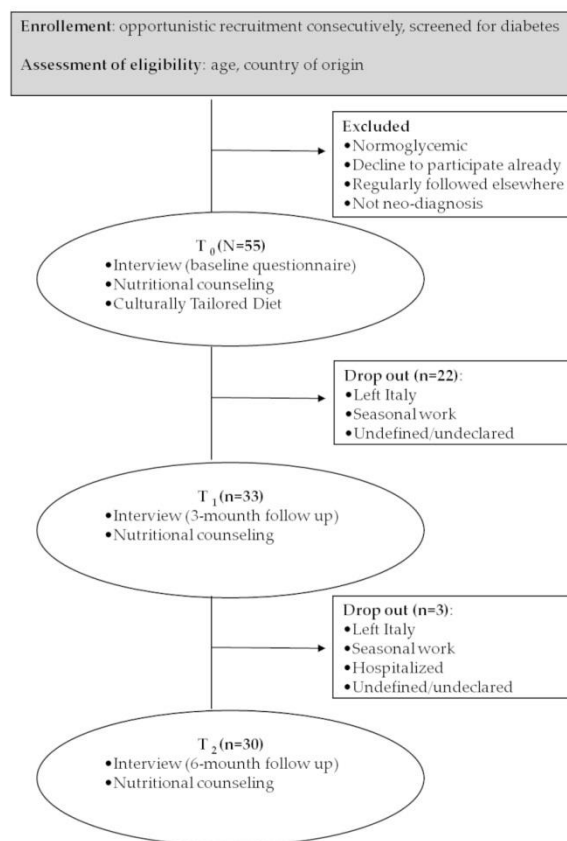 Enrollement: opportunistic recruitment consecutively, screened for diabetes
Assessment of eligibility: age, country of origin
Excluded
•Normoglycemic
•Decline to participate already
•Regularly followed elsewhere
•Not neo-diagnosis
T0 (N=55)
•Interview (baseline questionnaire)
•Nutritional counseling
•Culturally Tailored Diet
Drop out (n=22):
•Left Italy
•Seasonal work
•Undefined/undeclared
T1 (n=33)
•Interview (3-mounth follow up)
•Nutritional counseling
Drop out (n=3):
•Left Italy
•Seasonal work
•Hospitalized
•Undefined/undeclared
T2 (n=30)
•Interview (6-mounth follow up)
•Nutritional counseling